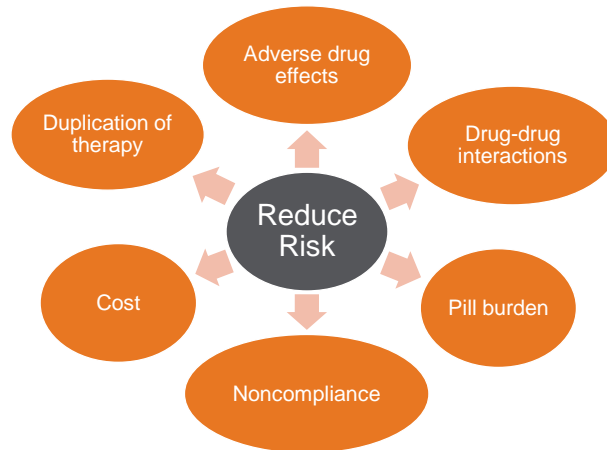 Adverse drug
effects
Duplication of
therapy
Drug-drug
interactions
Reduce
Risk
Cost
Pill burden
Noncompliance